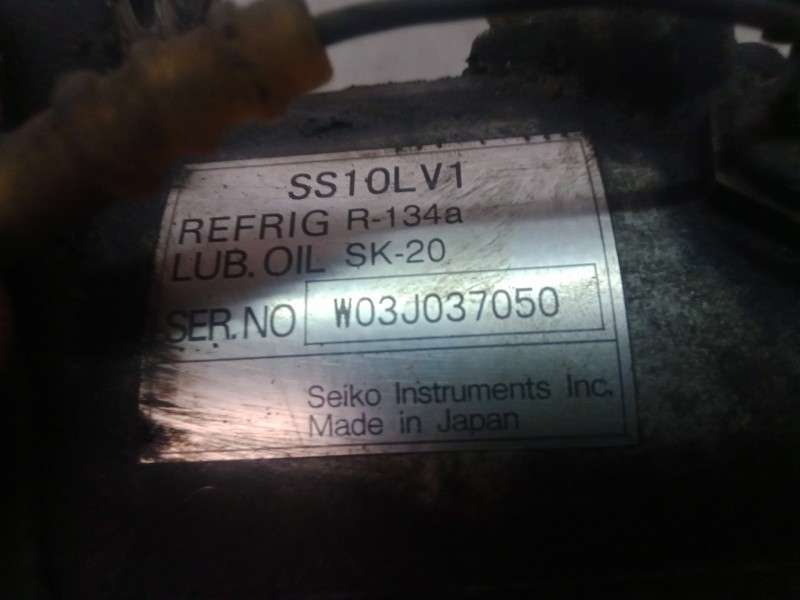 SS10LV1
REFRIG R-134a
LUB. OIL SK-20
SER. NO W03J037050
Seiko Instruments Inc.
Made in Japan